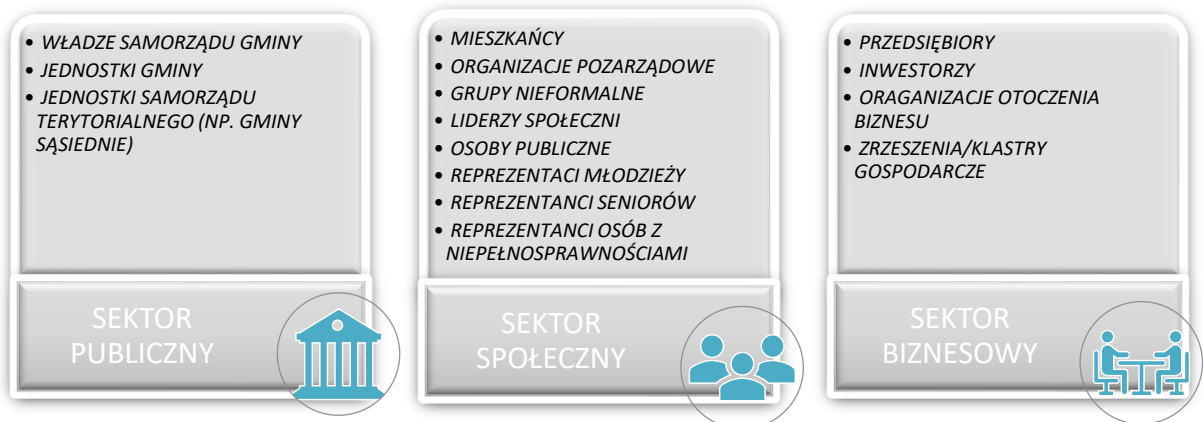 • WŁADZE SAMORZĄDU GMINY
• JEDNOSTKI GMINY
• JEDNOSTKI SAMORZĄDU
TERYTORIALNEGO (NP. GMINY
SĄSIEDNIE)
SEKTOR
PUBLICZNY
• MIESZKAŃCY
• ORGANIZACJE POZARZĄDOWE
• GRUPY NIEFORMALNE
• LIDERZY SPOŁECZNI
• OSOBY PUBLICZNE
• REPREZENTACI MŁODZIEŻY
• REPREZENTANCI SENIORÓW
• REPREZENTANCI OSÓB Z
NIEPEŁNOSPRAWNOŚCIAMI
SEKTOR
SPOŁECZNY
• PRZEDSIĘBIORY
• INWESTORZY
• ORAGANIZACJE OTOCZENIA
BIZNESU
• ZRZESZENIA/KLASTRY
GOSPODARCZE
SEKTOR
BIZNESOWY